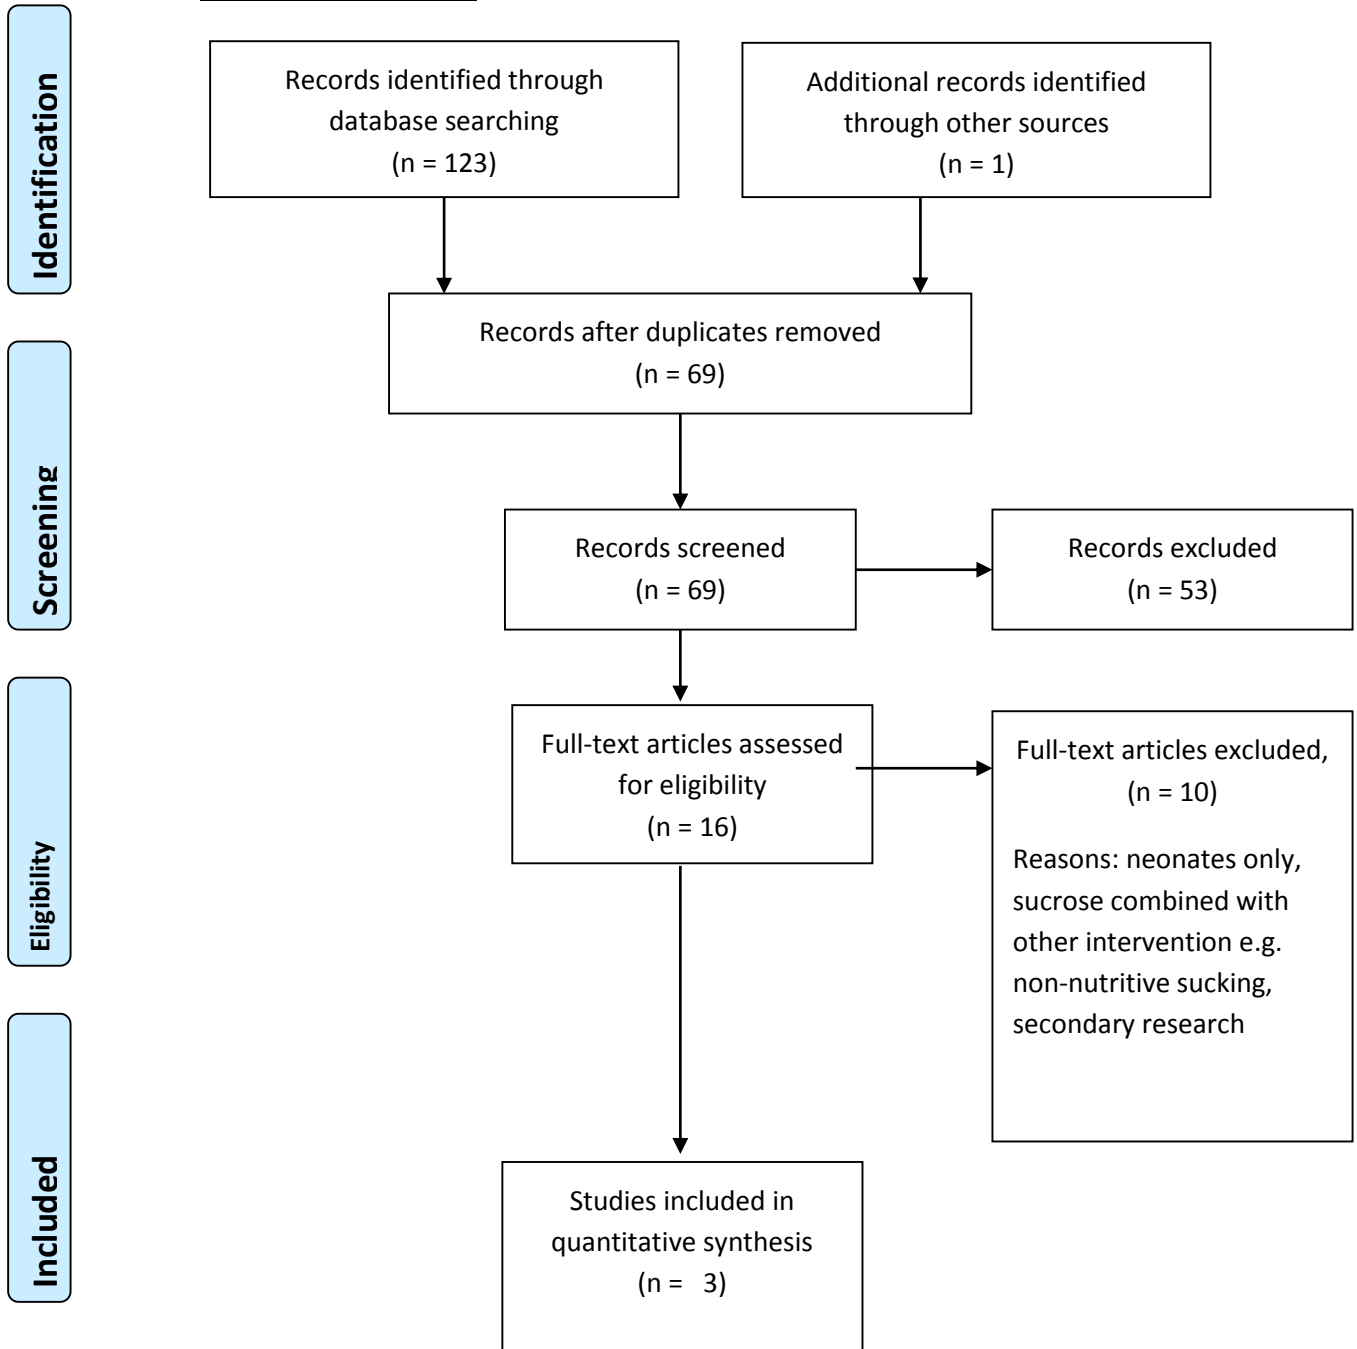 Identification
Records identified through
database searching
(n = 123)
Additional records identified
through other sources
(n = 1)
Records after duplicates removed
(n = 69)
Screening
Records screened
(n = 69)
Records excluded
(n = 53)
Eligibility
Full-text articles assessed
for eligibility
(n = 16)
Full-text articles excluded,
(n = 10)
Reasons: neonates only,
sucrose combined with
other intervention e.g.
non-nutritive sucking,
secondary research
Included
Studies included in
quantitative synthesis
(n =   3)